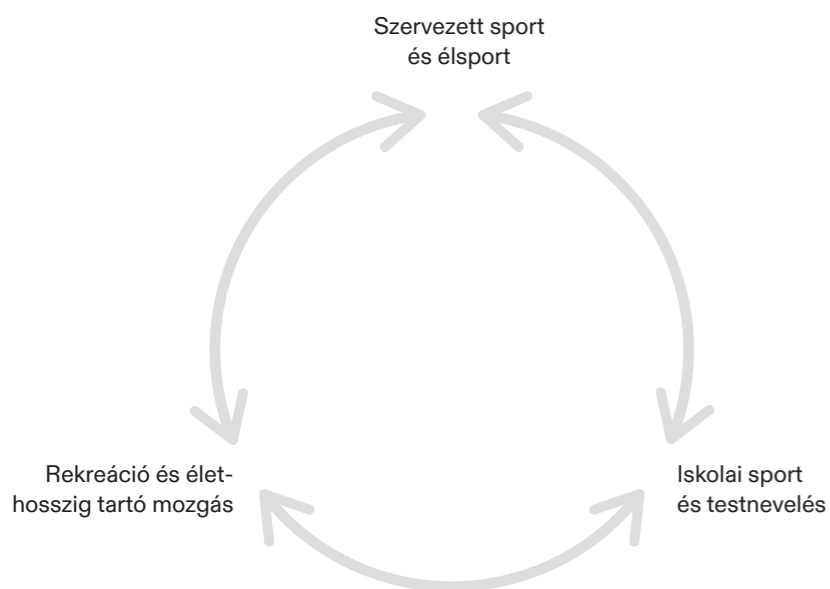 Szervezett sport
és élsport
Rekreáció és élet-
hosszig tartó mozgás
Iskolai sport
és testnevelés